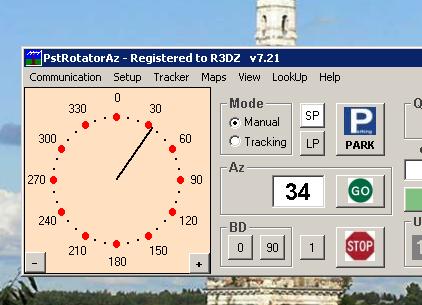 PstRotatorAz - Registered to R3DZ v7.21
Communication Setup Tracker Maps View LookUp Help
0
330 30
300 60
270 90
240 120
210 150
180
- +
Mode
Manual
Tracking
SP
LP
P
arking
PARK
Az
34
GO
BD
0 90 1
STOP
Q
U